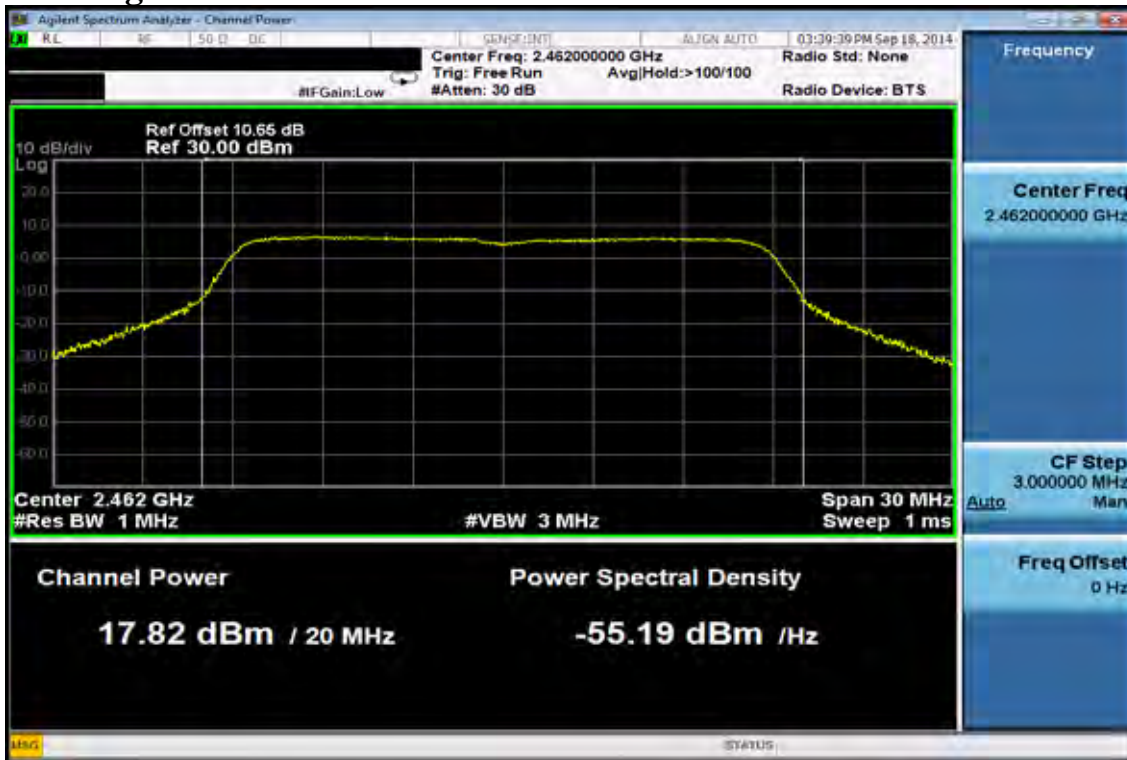 Agilent Spectrum Analyzer - Channel Power
RL RF 50 Ω DC SENSE:INT ALIGN AUTO 03:39:39 PM Sep 18, 2014
Center Freq: 2.462000000 GHz Radio Std: None
Trig: Free Run Avg|Hold:>100/100
#IFGain:Low #Atten: 30 dB Radio Device: BTS
Ref Offset 10.65 dB
10 dB/div Ref 30.00 dBm
Log
20.0
10.0
0.00
-10.0
-20.0
-30.0
-40.0
-50.0
-60.0
Center 2.462 GHz Span 30 MHz
#Res BW 1 MHz #VBW 3 MHz Sweep 1 ms
Channel Power Power Spectral Density
17.82 dBm / 20 MHz -55.19 dBm /Hz
MSG STATUS
Frequency
Center Freq
2.462000000 GHz
CF Step
3.000000 MHz
Auto Man
Freq Offset
0 Hz